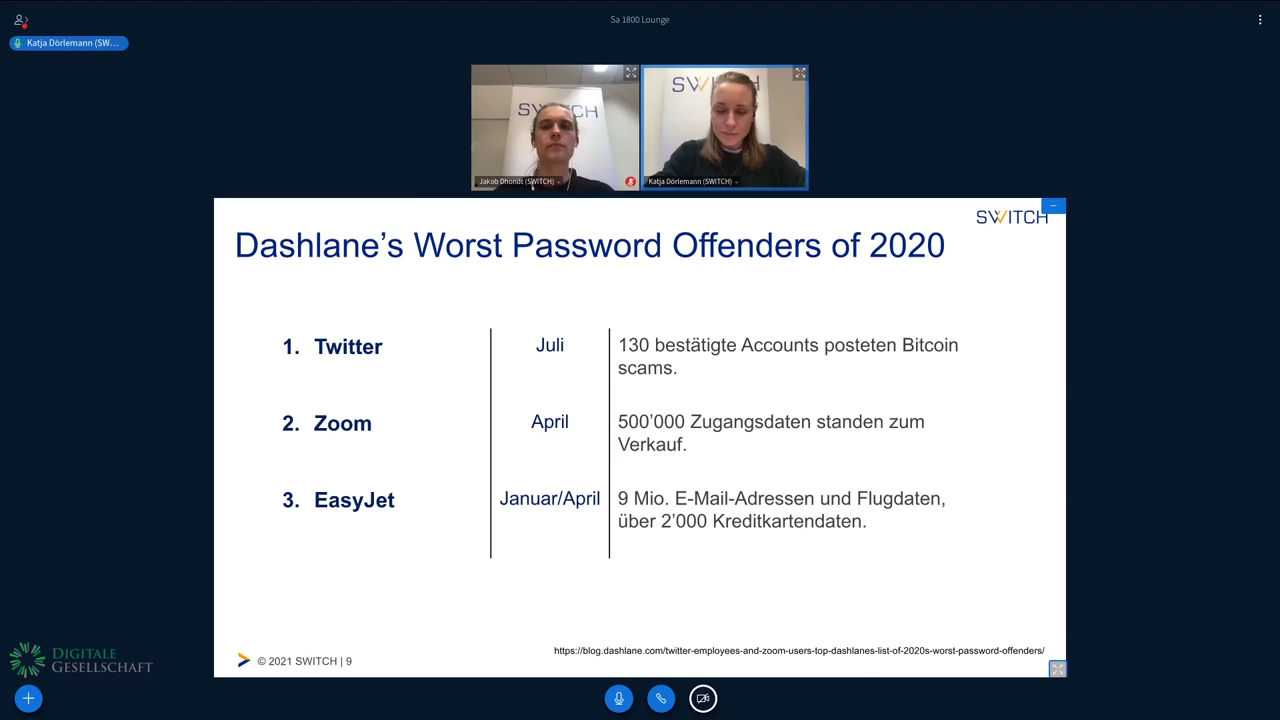 Sa 1800 Lounge
Katja Dörlemann (SW...
SWITCH
SWITCH
Jakob Dhondt (SWITCH)
Katja Dörlemann (SWITCH)
SWITCH
Dashlane’s Worst Password Offenders of 2020
1. Twitter
Juli
130 bestätigte Accounts posteten Bitcoin
scams.
2. Zoom
April
500’000 Zugangsdaten standen zum
Verkauf.
3. EasyJet
Januar/April
9 Mio. E-Mail-Adressen und Flugdaten,
über 2’000 Kreditkartendaten.
https://blog.dashlane.com/twitter-employees-and-zoom-users-top-dashlanes-list-of-2020s-worst-password-offenders/
© 2021 SWITCH | 9
DIGITALE
GESELLSCHAFT